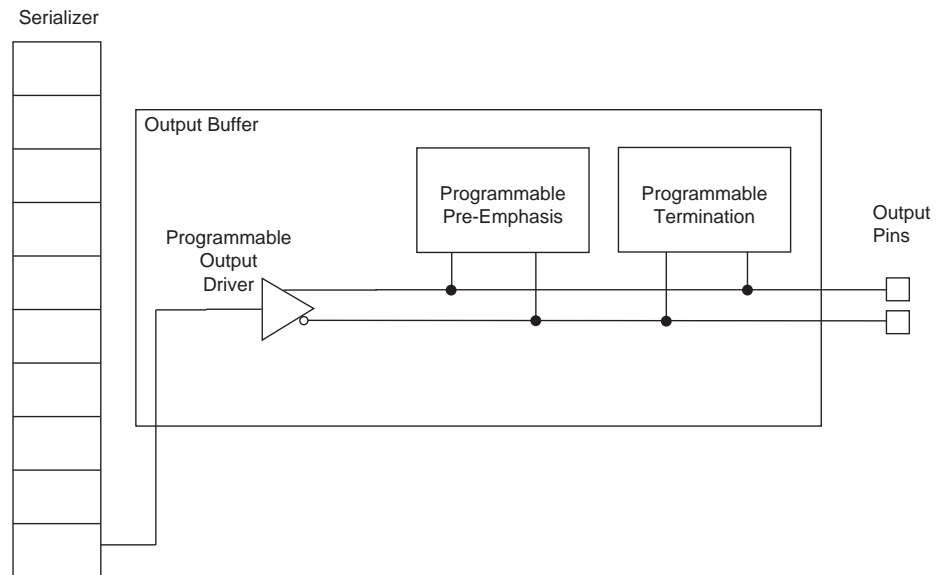 Serializer
Output Buffer
Programmable
Pre-Emphasis
Programmable
Termination
Output
Pins
Programmable
Output
Driver